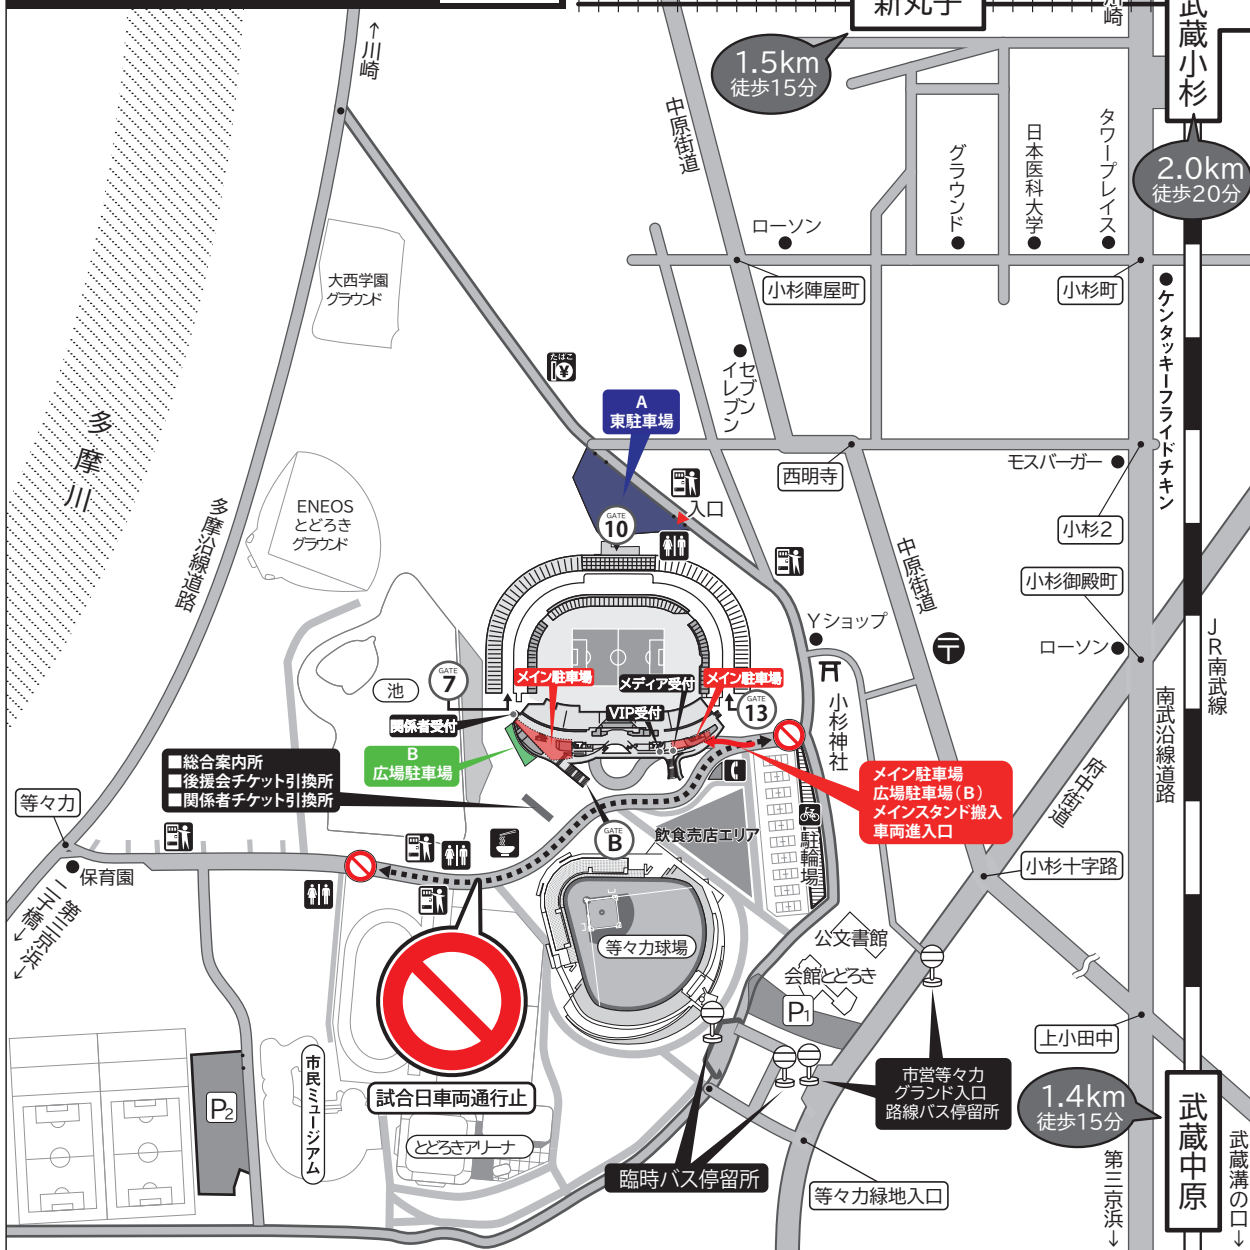 新丸子
川崎
武蔵小杉
←川崎
1.5km
徒歩15分
2.0km
徒歩20分
中原街道
グラウンド
日本医科大学
タワープレイス
ローソン
小杉陣屋町
小杉町
大西学園
グラウンド
たばこ
¥
セブン
イレブン
ケンタッキーフライドチキン
A
東駐車場
多摩川
西明寺
モスバーガー
小杉2
入口
GATE
10
ENEOS
とどろき
グラウンド
多摩沿線道路
中原街道
小杉御殿町
Yショップ
ローソン
JR南武線
南武沿線道路
池
GATE
7
メイン駐車場
メディア受付
メイン駐車場
VIP受付
GATE
13
関係者受付
小杉神社
B
広場駐車場
■総合案内所
■後援会チケット引換所
■関係者チケット引換所
メイン駐車場
広場駐車場(B)
メインスタンド搬入
車両進入口
府中街道
等々力
GATE
B
飲食売店エリア
駐輪場
保育園
小杉十字路
第三京浜→
二子橋→
公文書館
等々力球場
会館とどろき
P1
上小田中
試合日車両通行止
市営等々力
グランド入口
路線バス停留所
1.4km
徒歩15分
P2
市民ミュージアム
とどろきアリーナ
臨時バス停留所
等々力緑地入口
武蔵中原
第三京浜→
武蔵溝の口→